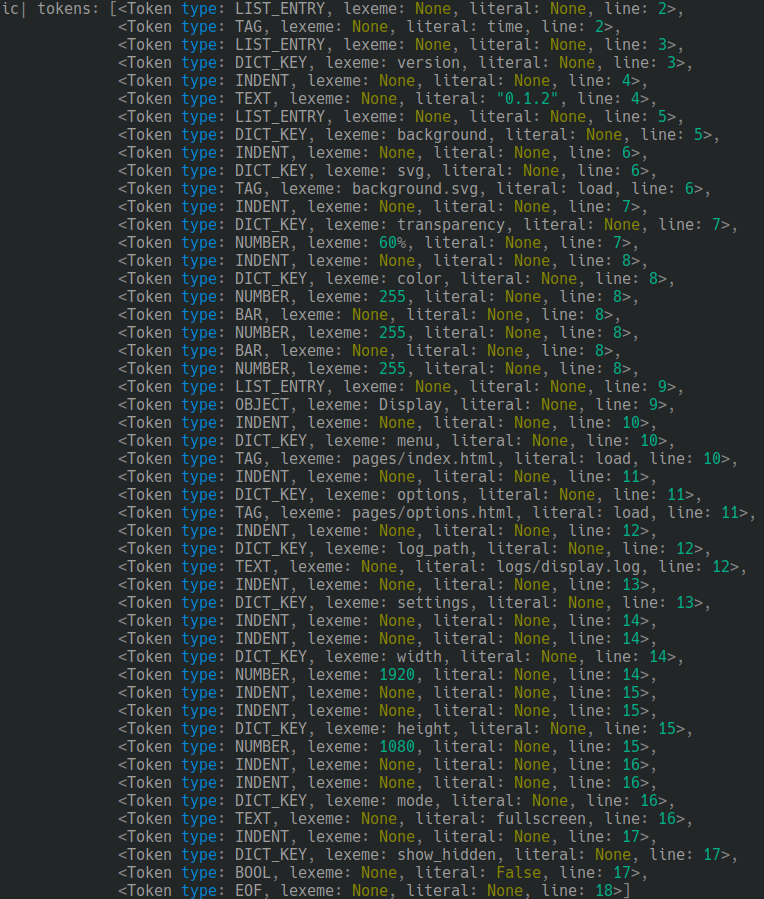 ic| tokens: [<Token type: LIST_ENTRY, lexeme: None, literal: None, line: 2>,
<Token type: TAG, lexeme: None, literal: time, line: 2>,
<Token type: LIST_ENTRY, lexeme: None, literal: None, line: 3>,
<Token type: DICT_KEY, lexeme: version, literal: None, line: 3>,
<Token type: INDENT, lexeme: None, literal: None, line: 4>,
<Token type: TEXT, lexeme: None, literal: "0.1.2", line: 4>,
<Token type: LIST_ENTRY, lexeme: None, literal: None, line: 5>,
<Token type: DICT_KEY, lexeme: background, literal: None, line: 5>,
<Token type: INDENT, lexeme: None, literal: None, line: 6>,
<Token type: DICT_KEY, lexeme: svg, literal: None, line: 6>,
<Token type: TAG, lexeme: background.svg, literal: load, line: 6>,
<Token type: INDENT, lexeme: None, literal: None, line: 7>,
<Token type: DICT_KEY, lexeme: transparency, literal: None, line: 7>,
<Token type: NUMBER, lexeme: 60%, literal: None, line: 7>,
<Token type: INDENT, lexeme: None, literal: None, line: 8>,
<Token type: DICT_KEY, lexeme: color, literal: None, line: 8>,
<Token type: NUMBER, lexeme: 255, literal: None, line: 8>,
<Token type: BAR, lexeme: None, literal: None, line: 8>,
<Token type: NUMBER, lexeme: 255, literal: None, line: 8>,
<Token type: BAR, lexeme: None, literal: None, line: 8>,
<Token type: NUMBER, lexeme: 255, literal: None, line: 8>,
<Token type: LIST_ENTRY, lexeme: None, literal: None, line: 9>,
<Token type: OBJECT, lexeme: Display, literal: None, line: 9>,
<Token type: INDENT, lexeme: None, literal: None, line: 10>,
<Token type: DICT_KEY, lexeme: menu, literal: None, line: 10>,
<Token type: TAG, lexeme: pages/index.html, literal: load, line: 10>,
<Token type: INDENT, lexeme: None, literal: None, line: 11>,
<Token type: DICT_KEY, lexeme: options, literal: None, line: 11>,
<Token type: TAG, lexeme: pages/options.html, literal: load, line: 11>,
<Token type: INDENT, lexeme: None, literal: None, line: 12>,
<Token type: DICT_KEY, lexeme: log_path, literal: None, line: 12>,
<Token type: TEXT, lexeme: None, literal: logs/display.log, line: 12>,
<Token type: INDENT, lexeme: None, literal: None, line: 13>,
<Token type: DICT_KEY, lexeme: settings, literal: None, line: 13>,
<Token type: INDENT, lexeme: None, literal: None, line: 14>,
<Token type: INDENT, lexeme: None, literal: None, line: 14>,
<Token type: DICT_KEY, lexeme: width, literal: None, line: 14>,
<Token type: NUMBER, lexeme: 1920, literal: None, line: 14>,
<Token type: INDENT, lexeme: None, literal: None, line: 15>,
<Token type: INDENT, lexeme: None, literal: None, line: 15>,
<Token type: DICT_KEY, lexeme: height, literal: None, line: 15>,
<Token type: NUMBER, lexeme: 1080, literal: None, line: 15>,
<Token type: INDENT, lexeme: None, literal: None, line: 16>,
<Token type: INDENT, lexeme: None, literal: None, line: 16>,
<Token type: DICT_KEY, lexeme: mode, literal: None, line: 16>,
<Token type: TEXT, lexeme: None, literal: fullscreen, line: 16>,
<Token type: INDENT, lexeme: None, literal: None, line: 17>,
<Token type: DICT_KEY, lexeme: show_hidden, literal: None, line: 17>,
<Token type: BOOL, lexeme: None, literal: False, line: 17>,
<Token type: EOF, lexeme: None, literal: None, line: 18>]